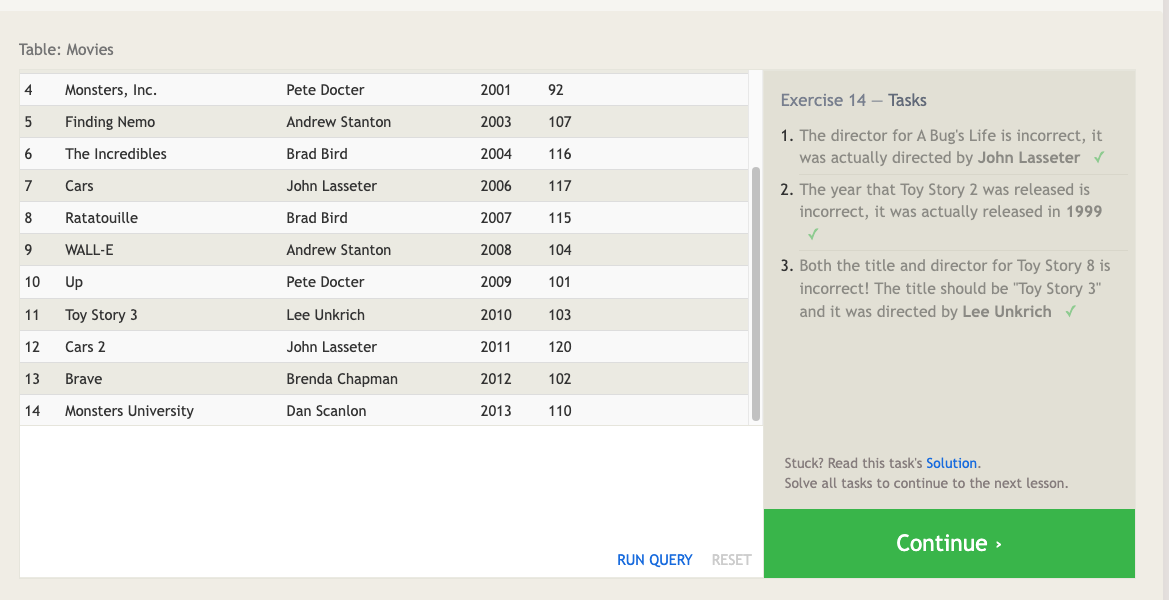 Table: Movies
4 Monsters, Inc. Pete Docter 2001 92
5 Finding Nemo Andrew Stanton 2003 107
6 The Incredibles Brad Bird 2004 116
7 Cars John Lasseter 2006 117
8 Ratatouille Brad Bird 2007 115
9 WALL-E Andrew Stanton 2008 104
10 Up Pete Docter 2009 101
11 Toy Story 3 Lee Unkrich 2010 103
12 Cars 2 John Lasseter 2011 120
13 Brave Brenda Chapman 2012 102
14 Monsters University Dan Scanlon 2013 110
RUN QUERY RESET
Exercise 14 — Tasks
1. The director for A Bug's Life is incorrect, it
was actually directed by John Lasseter ✓
2. The year that Toy Story 2 was released is
incorrect, it was actually released in 1999
✓
3. Both the title and director for Toy Story 8 is
incorrect! The title should be "Toy Story 3"
and it was directed by Lee Unkrich ✓
Stuck? Read this task's Solution.
Solve all tasks to continue to the next lesson.
Continue ›